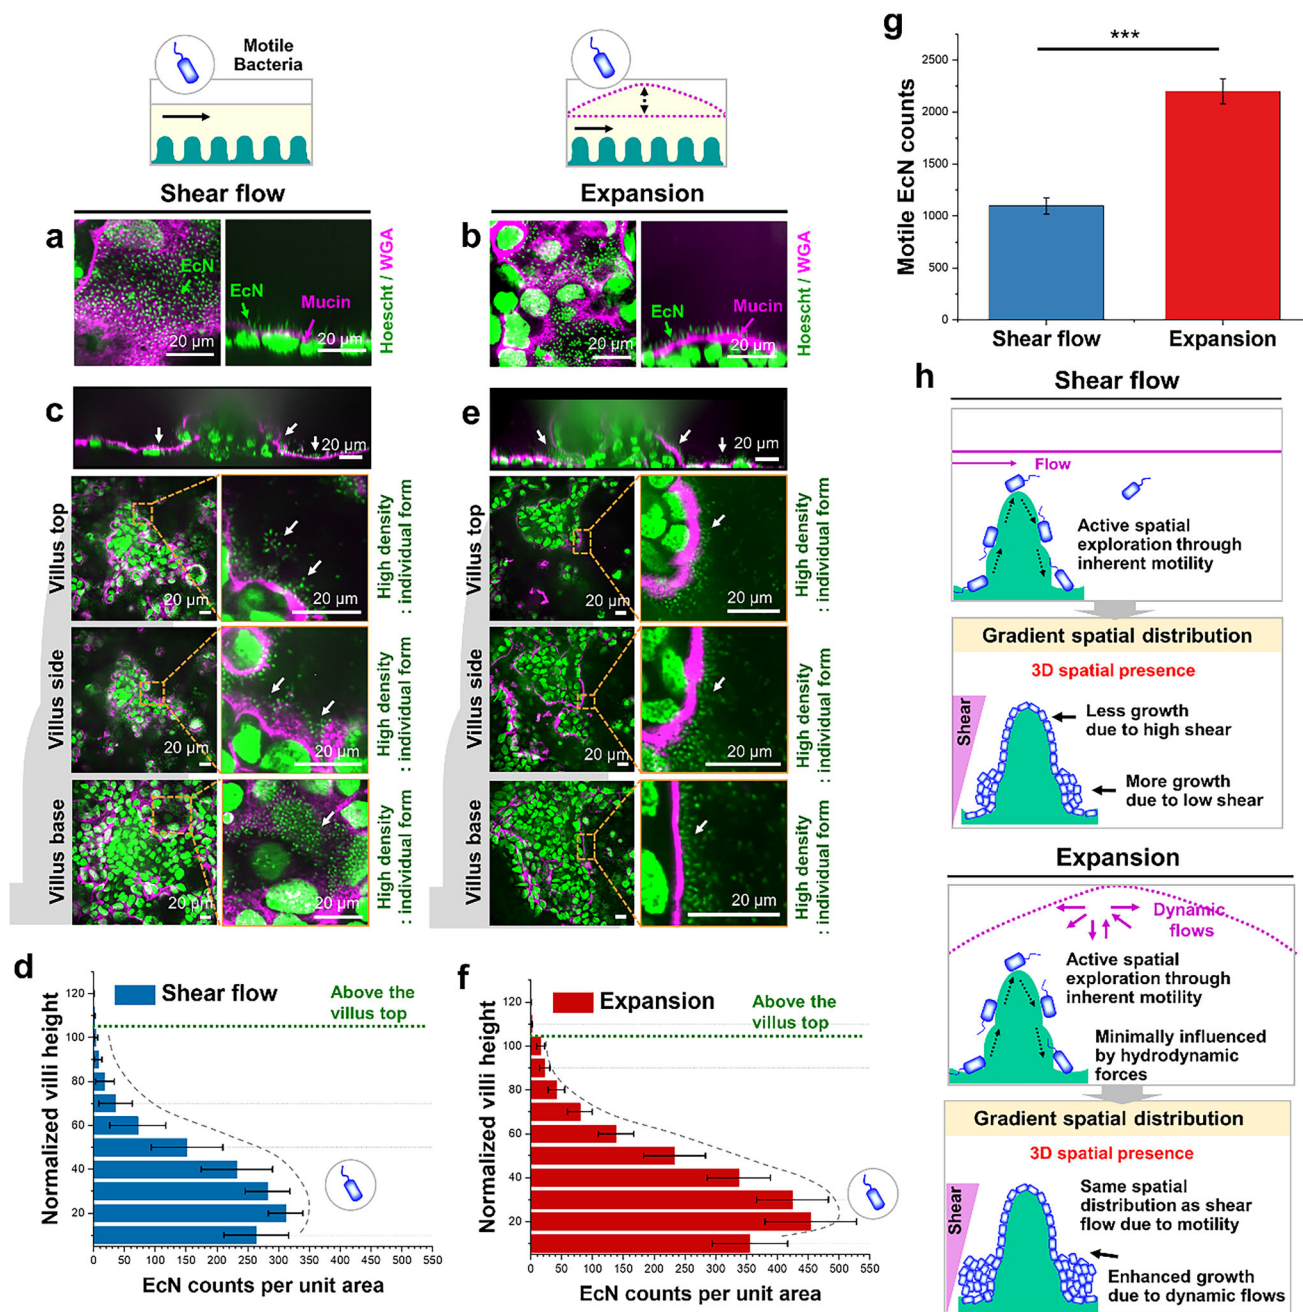 Motile
Bacteria
Shear flow
Expansion
a
EcN
20 µm
EcN
Mucin
20 µm
Hoescht / WGA
b
20 µm
EcN
Mucin
20 µm
Hoescht / WGA
c
20 µm
Villus top
20 µm
20 µm
High density
: individual form
Villus side
20 µm
20 µm
High density
: individual form
Villus base
20 µm
20 µm
High density
: individual form
e
20 µm
Villus top
20 µm
20 µm
High density
: individual form
Villus side
20 µm
20 µm
High density
: individual form
Villus base
20 µm
High density
: individual form
d
Shear flow
Above the
villus top
Normalized villi height
120
100
80
60
40
20
0 50 100 150 200 250 300 350 400 450 500 550
EcN counts per unit area
f
Expansion
Above the
villus top
Normalized villi height
120
100
80
60
40
20
0 50 100 150 200 250 300 350 400 450 500 550
EcN counts per unit area
g
***
Motile EcN counts
2500
2250
2000
1500
1000
500
0
Shear flow
Expansion
h
Shear flow
Flow
Active spatial
exploration through
inherent motility
Gradient spatial distribution
3D spatial presence
Shear
Less growth
due to high shear
More growth
due to low shear
Expansion
Dynamic
flows
Active spatial
exploration through
inherent motility
Minimally influenced
by hydrodynamic
forces
Gradient spatial distribution
3D spatial presence
Shear
Same spatial
distribution as shear
flow due to motility
Enhanced growth
due to dynamic flows